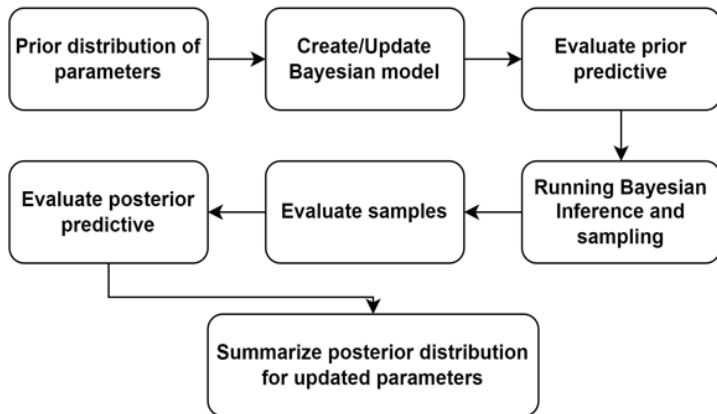 Prior distribution of
parameters
Create/Update
Bayesian model
Evaluate prior
predictive
Running Bayesian
Inference and
sampling
Evaluate samples
Evaluate posterior
predictive
Summarize posterior distribution
for updated parameters